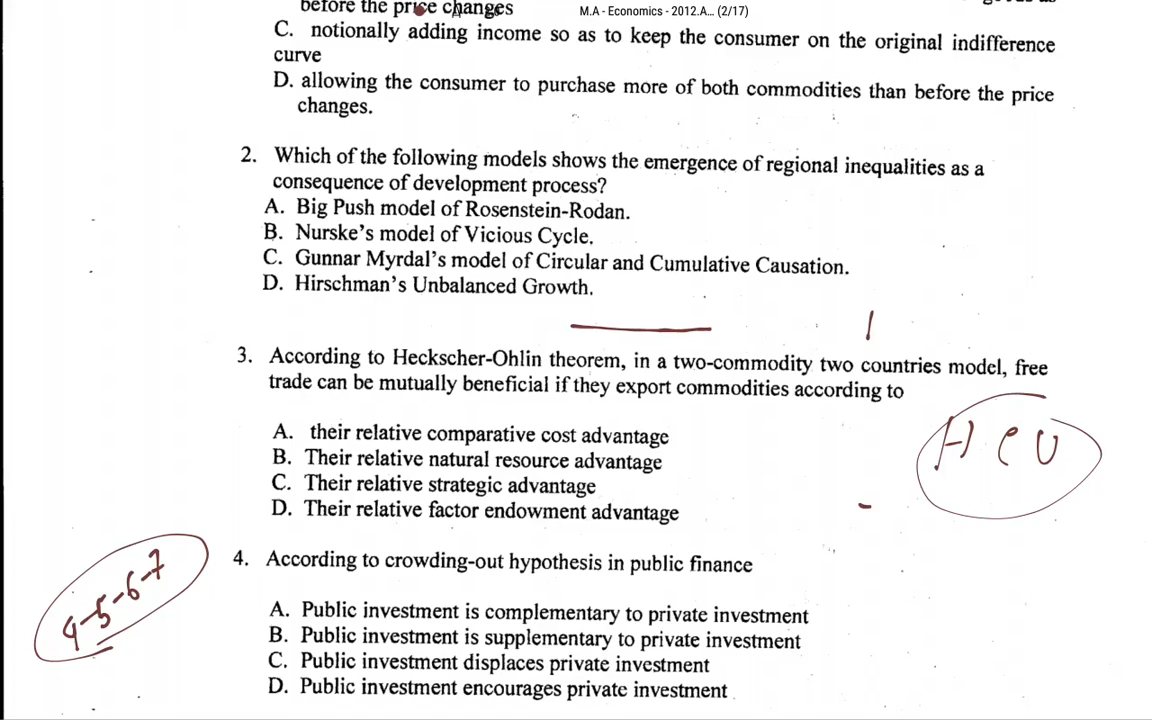 before the price changes
M.A - Economics - 2012.A... (2/17)
C. notionally adding income so as to keep the consumer on the original indifference
curve
D. allowing the consumer to purchase more of both commodities than before the price
changes.
2. Which of the following models shows the emergence of regional inequalities as a
consequence of development process?
A. Big Push model of Rosenstein-Rodan.
B. Nurske's model of Vicious Cycle.
C. Gunnar Myrdal's model of Circular and Cumulative Causation.
D. Hirschman's Unbalanced Growth.
3. According to Heckscher-Ohlin theorem, in a two-commodity two countries model, free
trade can be mutually beneficial if they export commodities according to
A. their relative comparative cost advantage
B. Their relative natural resource advantage
C. Their relative strategic advantage
D. Their relative factor endowment advantage
4-5-6-7
4. According to crowding-out hypothesis in public finance
A. Public investment is complementary to private investment
B. Public investment is supplementary to private investment
C. Public investment displaces private investment
D. Public investment encourages private investment